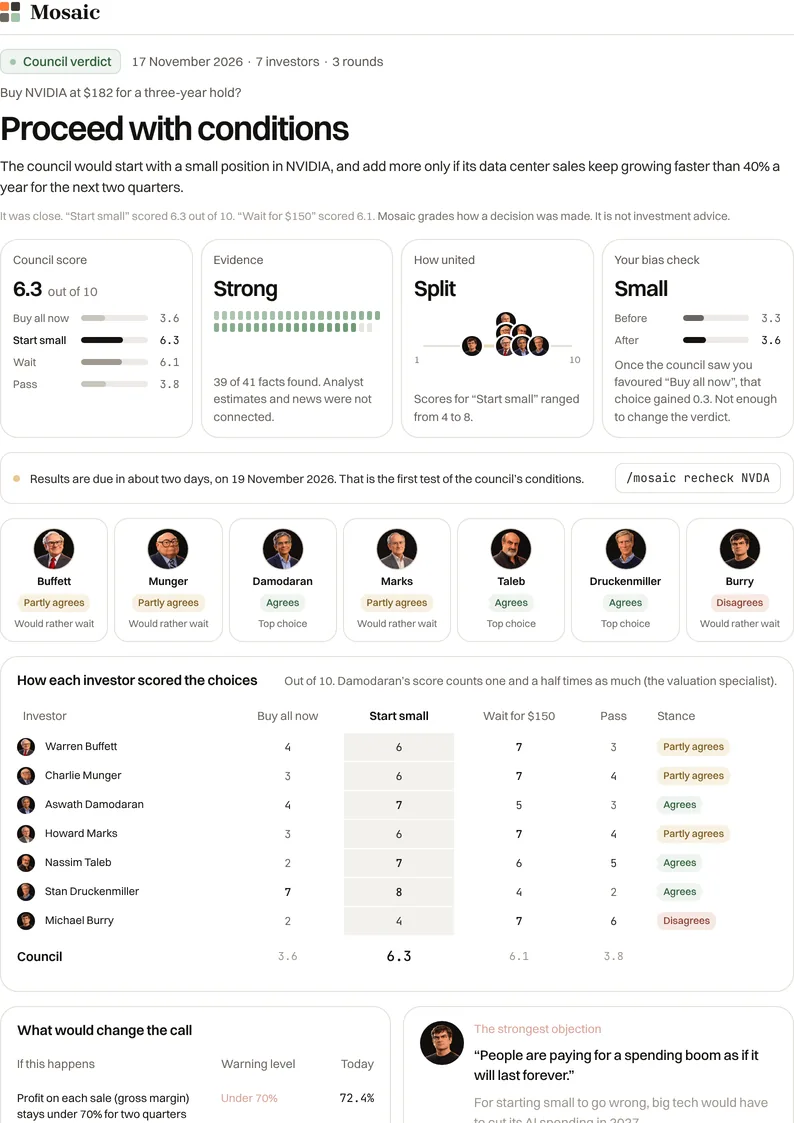 Mosaic
Council verdict 17 November 2026 · 7 investors · 3 rounds
Buy NVIDIA at $182 for a three-year hold?
Proceed with conditions
The council would start with a small position in NVIDIA, and add more only if its data center sales keep growing faster than 40% a
year for the next two quarters.
It was close. “Start small” scored 6.3 out of 10. “Wait for $150” scored 6.1. Mosaic grades how a decision was made. It is not investment advice.
Council score
6.3 out of 10
Buy all now 3.6
Start small 6.3
Wait 6.1
Pass 3.8
Evidence
Strong
39 of 41 facts found. Analyst
estimates and news were not
connected.
How united
Split
1 10
Scores for “Start small” ranged
from 4 to 8.
Your bias check
Small
Before 3.3
After 3.6
Once the council saw you
favoured “Buy all now”, that
choice gained 0.3. Not enough
to change the verdict.
Results are due in about two days, on 19 November 2026. That is the first test of the council’s conditions. /mosaic recheck NVDA
Buffett
Partly agrees
Would rather wait
Munger
Partly agrees
Would rather wait
Damodaran
Agrees
Top choice
Marks
Partly agrees
Would rather wait
Taleb
Agrees
Top choice
Druckenmiller
Agrees
Top choice
Burry
Disagrees
Would rather wait
How each investor scored the choices Out of 10. Damodaran’s score counts one and a half times as much (the valuation specialist).
Investor Buy all now Start small Wait for $150 Pass Stance
Warren Buffett 4 6 7 3 Partly agrees
Charlie Munger 3 6 7 4 Partly agrees
Aswath Damodaran 4 7 5 3 Agrees
Howard Marks 3 6 7 4 Partly agrees
Nassim Taleb 2 7 6 5 Agrees
Stan Druckenmiller 7 8 4 2 Agrees
Michael Burry 2 4 7 6 Disagrees
Council 3.6 6.3 6.1 3.8
What would change the call
If this happens Warning level Today
Profit on each sale (gross margin) Under 70% 72.4%
stays under 70% for two quarters
The strongest objection
“People are paying for a spending boom as if it
will last forever.”
For starting small to go wrong, big tech would have
to cut its AI spending in 2027